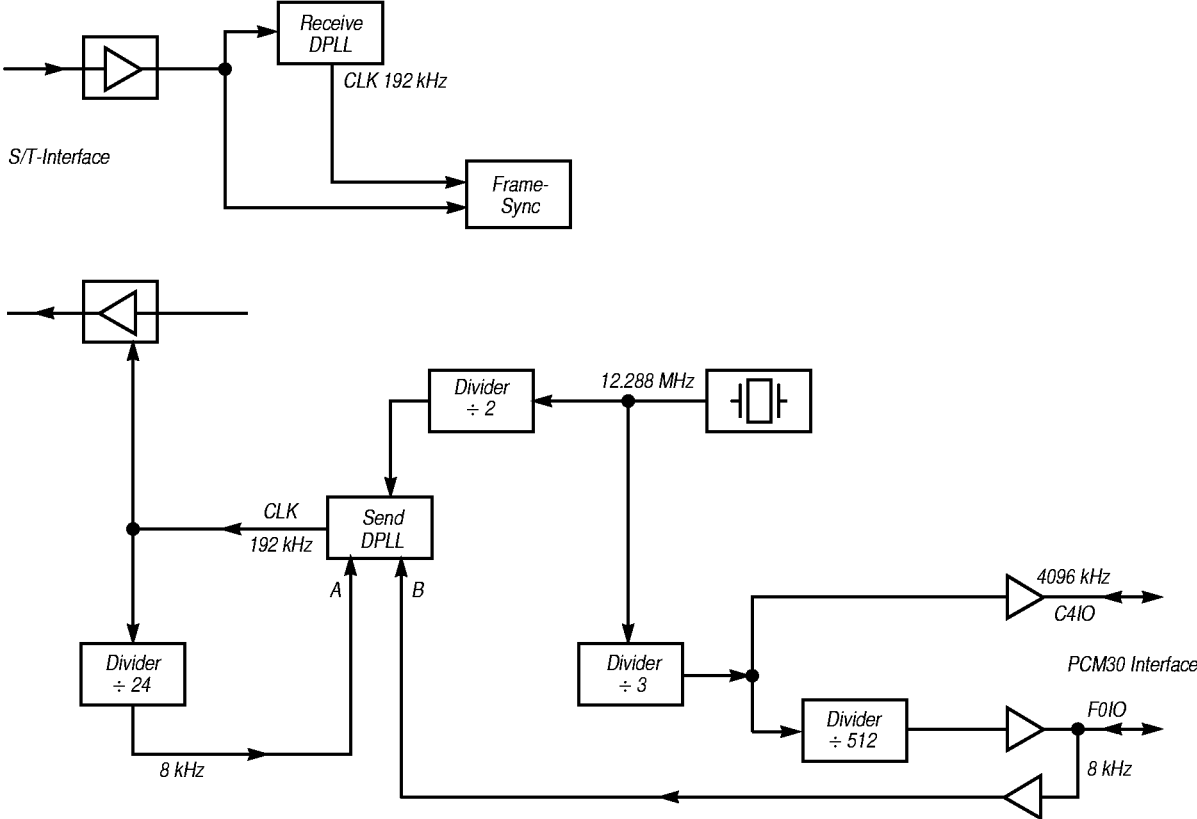 Receive
DPLL
CLK 192 kHz
S/T-Interface
Frame-
Sync
Divider
÷ 2
12.288 MHz
CLK
192 kHz
Send
DPLL
A
B
4096 kHz
C4IO
Divider
÷ 24
Divider
÷ 3
PCM30 Interface
Divider
÷ 512
F0IO
8 kHz
8 kHz